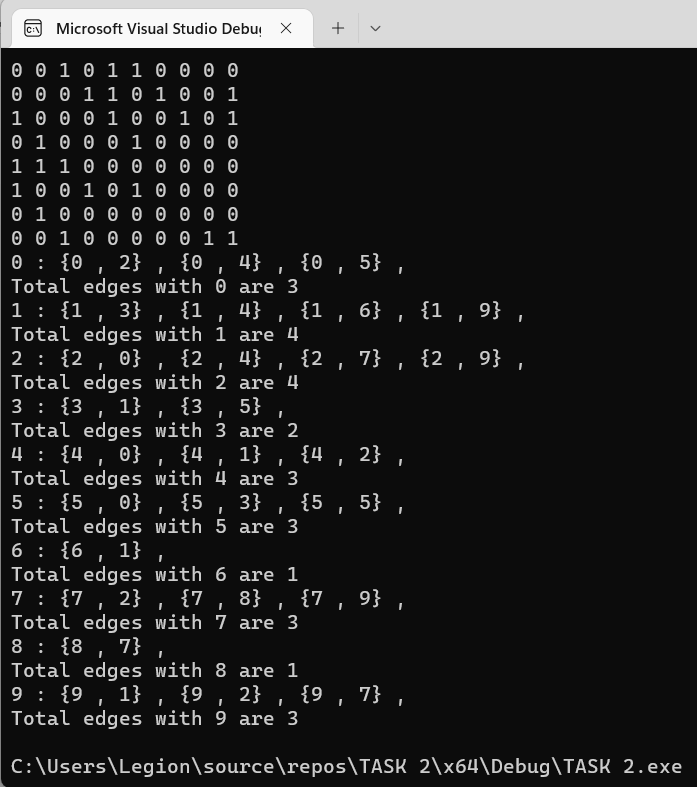 Microsoft Visual Studio Debug
0 0 1 0 1 1 0 0 0 0
0 0 0 1 1 0 1 0 0 1
1 0 0 0 1 0 0 1 0 1
0 1 0 0 0 1 0 0 0 0
1 1 1 0 0 0 0 0 0 0
1 0 0 1 0 1 0 0 0 0
0 1 0 0 0 0 0 0 0 0
0 0 1 0 0 0 0 0 1 1
0 : {0 , 2} , {0 , 4} , {0 , 5} ,
Total edges with 0 are 3
1 : {1 , 3} , {1 , 4} , {1 , 6} , {1 , 9} ,
Total edges with 1 are 4
2 : {2 , 0} , {2 , 4} , {2 , 7} , {2 , 9} ,
Total edges with 2 are 4
3 : {3 , 1} , {3 , 5} ,
Total edges with 3 are 2
4 : {4 , 0} , {4 , 1} , {4 , 2} ,
Total edges with 4 are 3
5 : {5 , 0} , {5 , 3} , {5 , 5} ,
Total edges with 5 are 3
6 : {6 , 1} ,
Total edges with 6 are 1
7 : {7 , 2} , {7 , 8} , {7 , 9} ,
Total edges with 7 are 3
8 : {8 , 7} ,
Total edges with 8 are 1
9 : {9 , 1} , {9 , 2} , {9 , 7} ,
Total edges with 9 are 3
C:\Users\Legion\source\repos\TASK 2\x64\Debug\TASK 2.exe